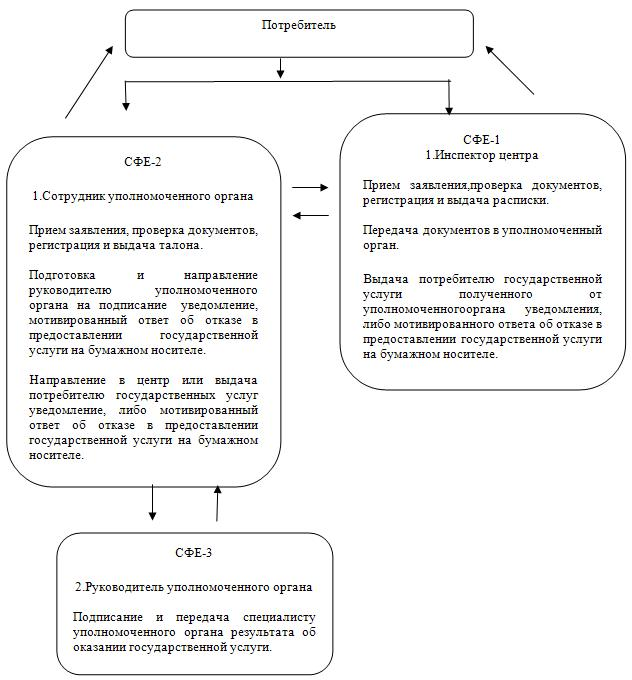 Потребитель
СФЕ-2
1.Сотрудник уполномоченного органа
Прием заявления, проверка документов,
регистрация и выдача талона.
Подготовка и направление
руководителю уполномоченного
органа на подписание уведомление,
мотивированный ответ об отказе в
предоставлении государственной
услуги на бумажном носителе.
Направление в центр или выдача
потребителю государственных услуг
уведомление, либо мотивированный
ответ об отказе в предоставлении
государственной услуги на бумажном
носителе.
СФЕ-1
1.Инспектор центра
Прием заявления,проверка документов,
регистрация и выдача расписки.
Передача документов в уполномоченный
орган.
Выдача потребителю государственной
услуги полученного от
уполномоченногооргана уведомления,
либо мотивированного ответа об отказе в
предоставлении государственной услуги
на бумажном носителе.
СФЕ-3
2.Руководитель уполномоченного органа
Подписание и передача специалисту
уполномоченного органа результата об
оказании государственной услуги.